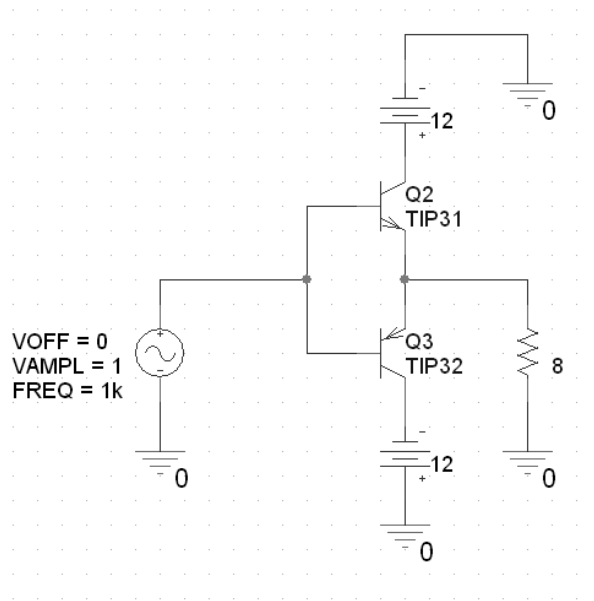 -
12
+
0
Q2
TIP31
VOFF = 0
VAMPL = 1
FREQ = 1k
+
-
Q3
TIP32
8
-
12
+
0
0
0